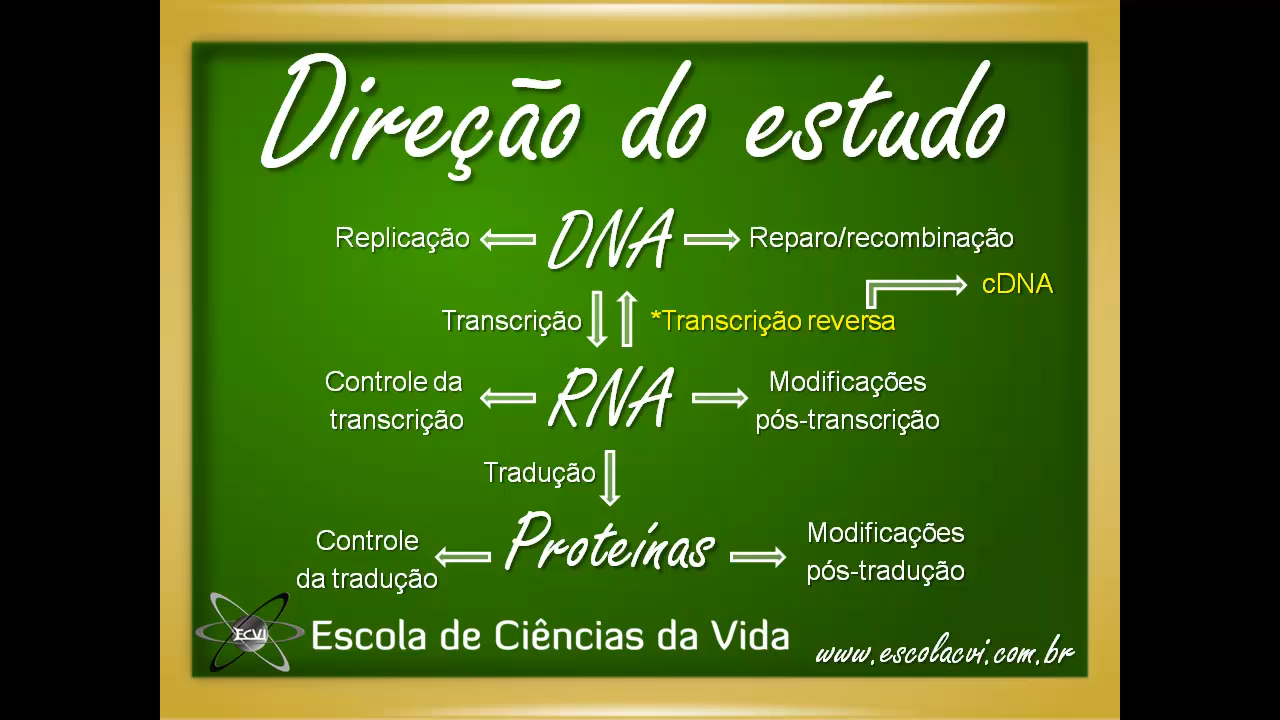 Direção do estudo
Replicação DNA Reparo/recombinação
cDNA
Transcrição *Transcrição reversa
Controle da
transcrição
RNA
Modificações
pós-transcrição
Tradução
Controle
da tradução
Proteínas
Modificações
pós-tradução
ECVI Escola de Ciências da Vida
www.escolacvi.com.br